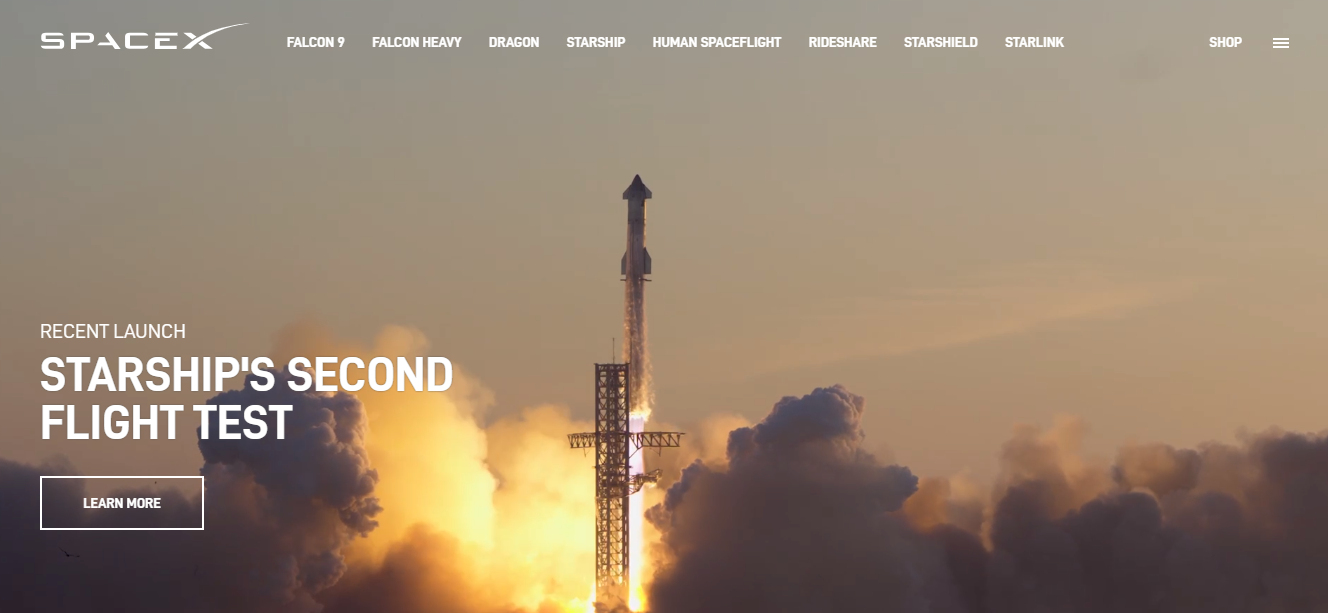 SPACEX FALCON 9 FALCON HEAVY DRAGON STARSHIP HUMAN SPACEFLIGHT RIDESHARE STARSHIELD STARLINK SHOP
RECENT LAUNCH
STARSHIP'S SECOND
FLIGHT TEST
LEARN MORE